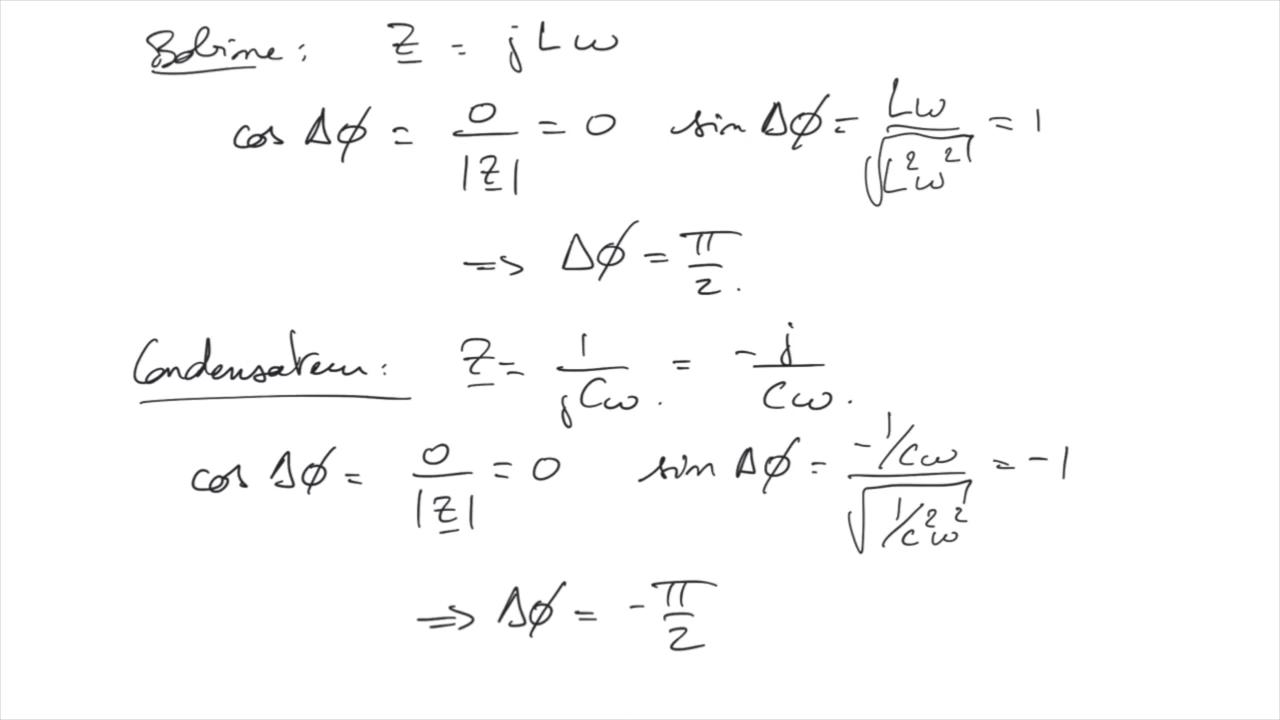 Bobine : Z = jLω
cos Δϕ = 0/|Z| = 0 sin Δϕ = Lω/√(L²ω²) = 1
=> Δϕ = π/2.
Condensateur : Z = 1/jCω. = -j/Cω.
cos Δϕ = 0/|Z| = 0 sin Δϕ = (-1/Cω)/√(1/C²ω²) = -1
=> Δϕ = -π/2